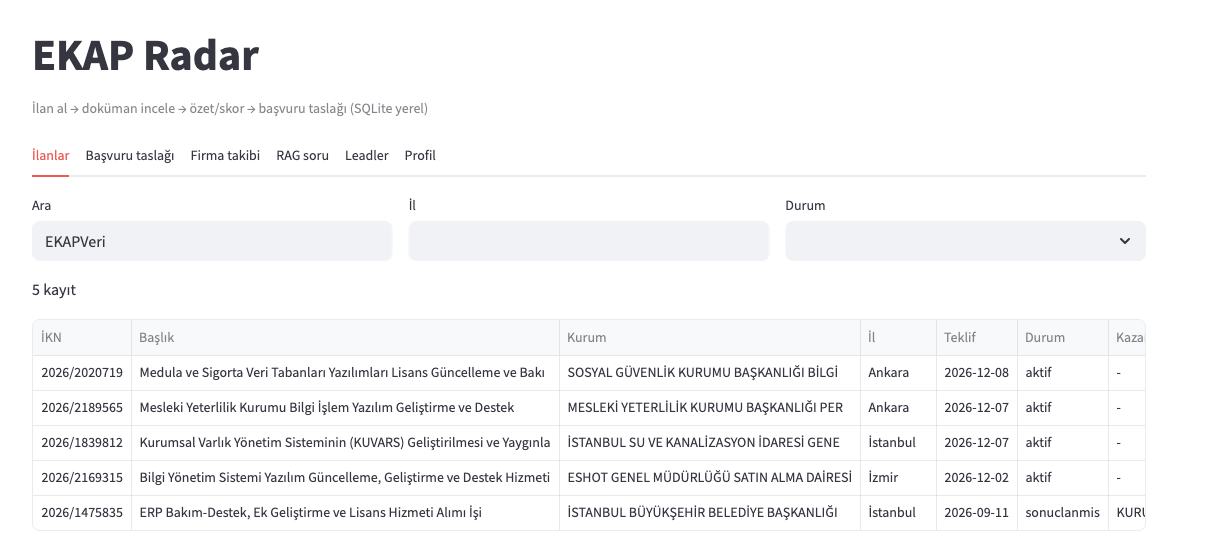 EKAP Radar
İlan al → doküman incele → özet/skor → başvuru taslağı (SQLite yerel)
İlanlar Başvuru taslağı Firma takibi RAG soru Leadler Profil
Ara İl Durum
EKAPVeri
5 kayıt
İKN Başlık Kurum İl Teklif Durum Kaza
2026/2020719 Medula ve Sigorta Veri Tabanları Yazılımları Lisans Güncelleme ve Bakı SOSYAL GÜVENLİK KURUMU BAŞKANLIĞI BİLGİ Ankara 2026-12-08 aktif -
2026/2189565 Mesleki Yeterlilik Kurumu Bilgi İşlem Yazılım Geliştirme ve Destek MESLEKİ YETERLİLİK KURUMU BAŞKANLIĞI PER Ankara 2026-12-07 aktif -
2026/1839812 Kurumsal Varlık Yönetim Sisteminin (KUVARS) Geliştirilmesi ve Yaygınla İSTANBUL SU VE KANALİZASYON İDARESİ GENE İstanbul 2026-12-07 aktif -
2026/2169315 Bilgi Yönetim Sistemi Yazılım Güncelleme, Geliştirme ve Destek Hizmeti ESHOT GENEL MÜDÜRLÜĞÜ SATIN ALMA DAİRESİ İzmir 2026-12-02 aktif -
2026/1475835 ERP Bakım-Destek, Ek Geliştirme ve Lisans Hizmeti Alımı İşi İSTANBUL BÜYÜKŞEHİR BELEDİYE BAŞKANLIĞI İstanbul 2026-09-11 sonuclanmis KURU